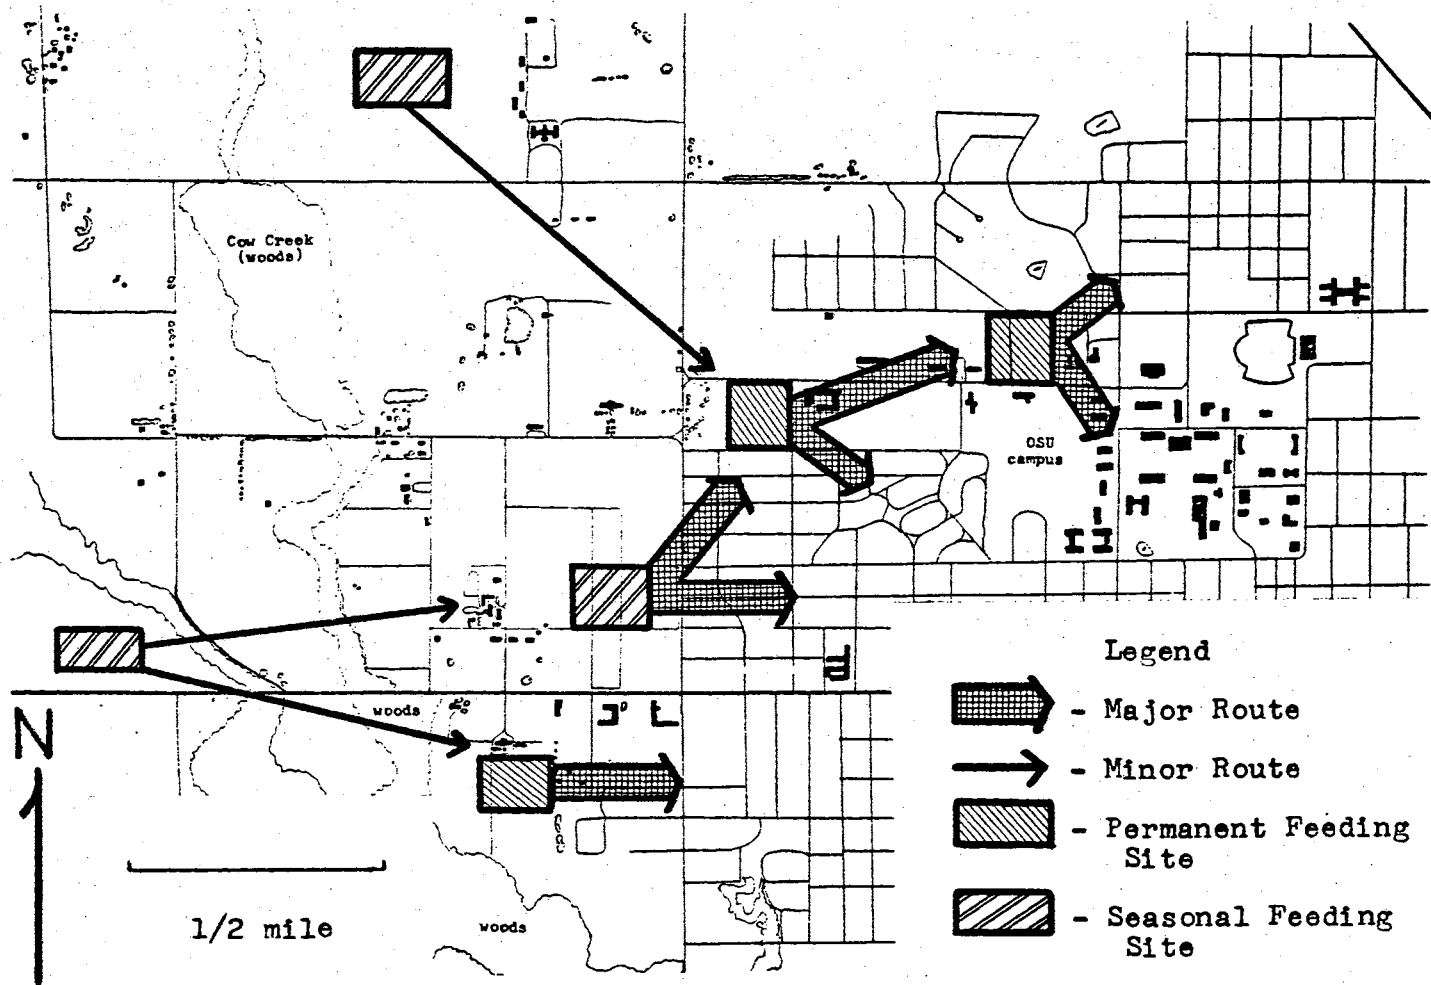 Cow Creek
(woods)
OSU
campus
woods
woods
N
1/2 mile
Legend
- Major Route
- Minor Route
- Permanent Feeding
Site
- Seasonal Feeding
Site